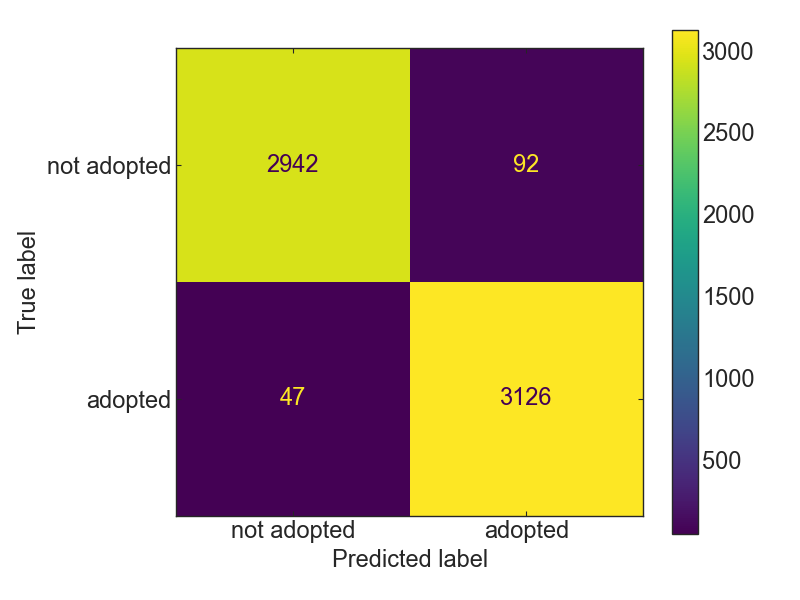 not adopted
adopted
True label
2942
92
47
3126
not adopted
adopted
Predicted label
3000
2500
2000
1500
1000
500